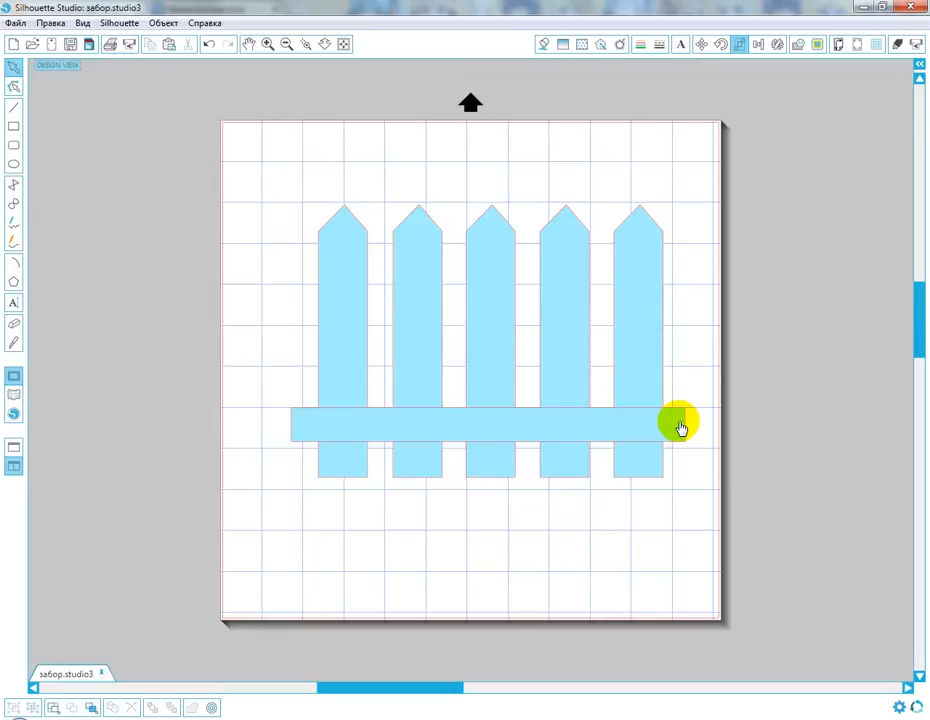 Silhouette Studio: забор.studio3
Файл Правка Вид Silhouette Объект Справка
A
DESIGN VIEW
A
забор.studio3 x